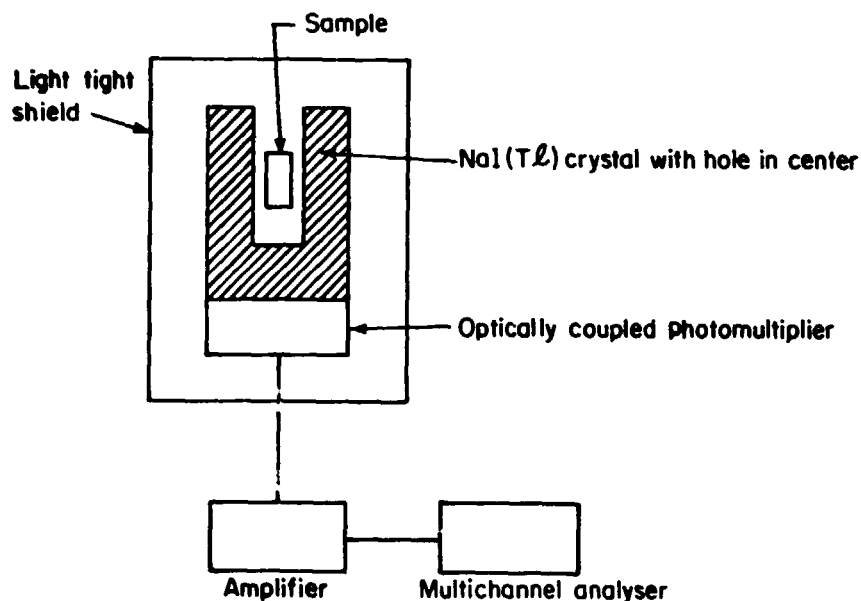 Sample
Light tight
shield
NaI(Tℓ) crystal with hole in center
Optically coupled photomultiplier
Amplifier
Multichannel analyser